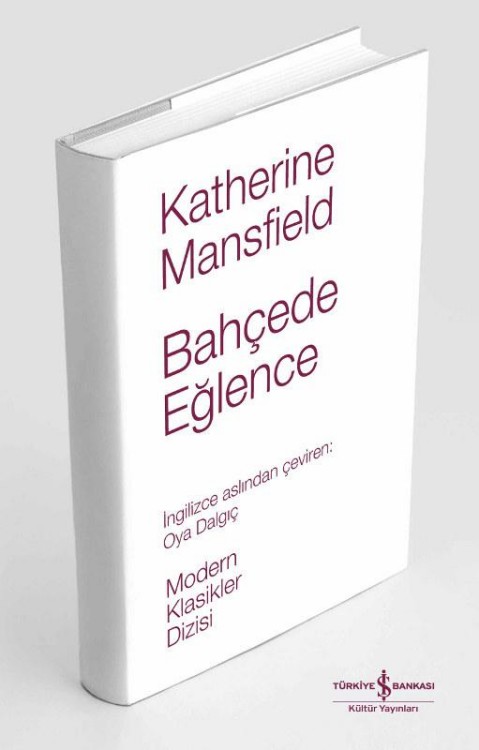 Katherine
Mansfield
Bahçede
Eğlence
İngilizce aslından çeviren:
Oya Dalgıç
Modern
Klasikler
Dizisi
TÜRKİYE İŞ BANKASI
Kültür Yayınları